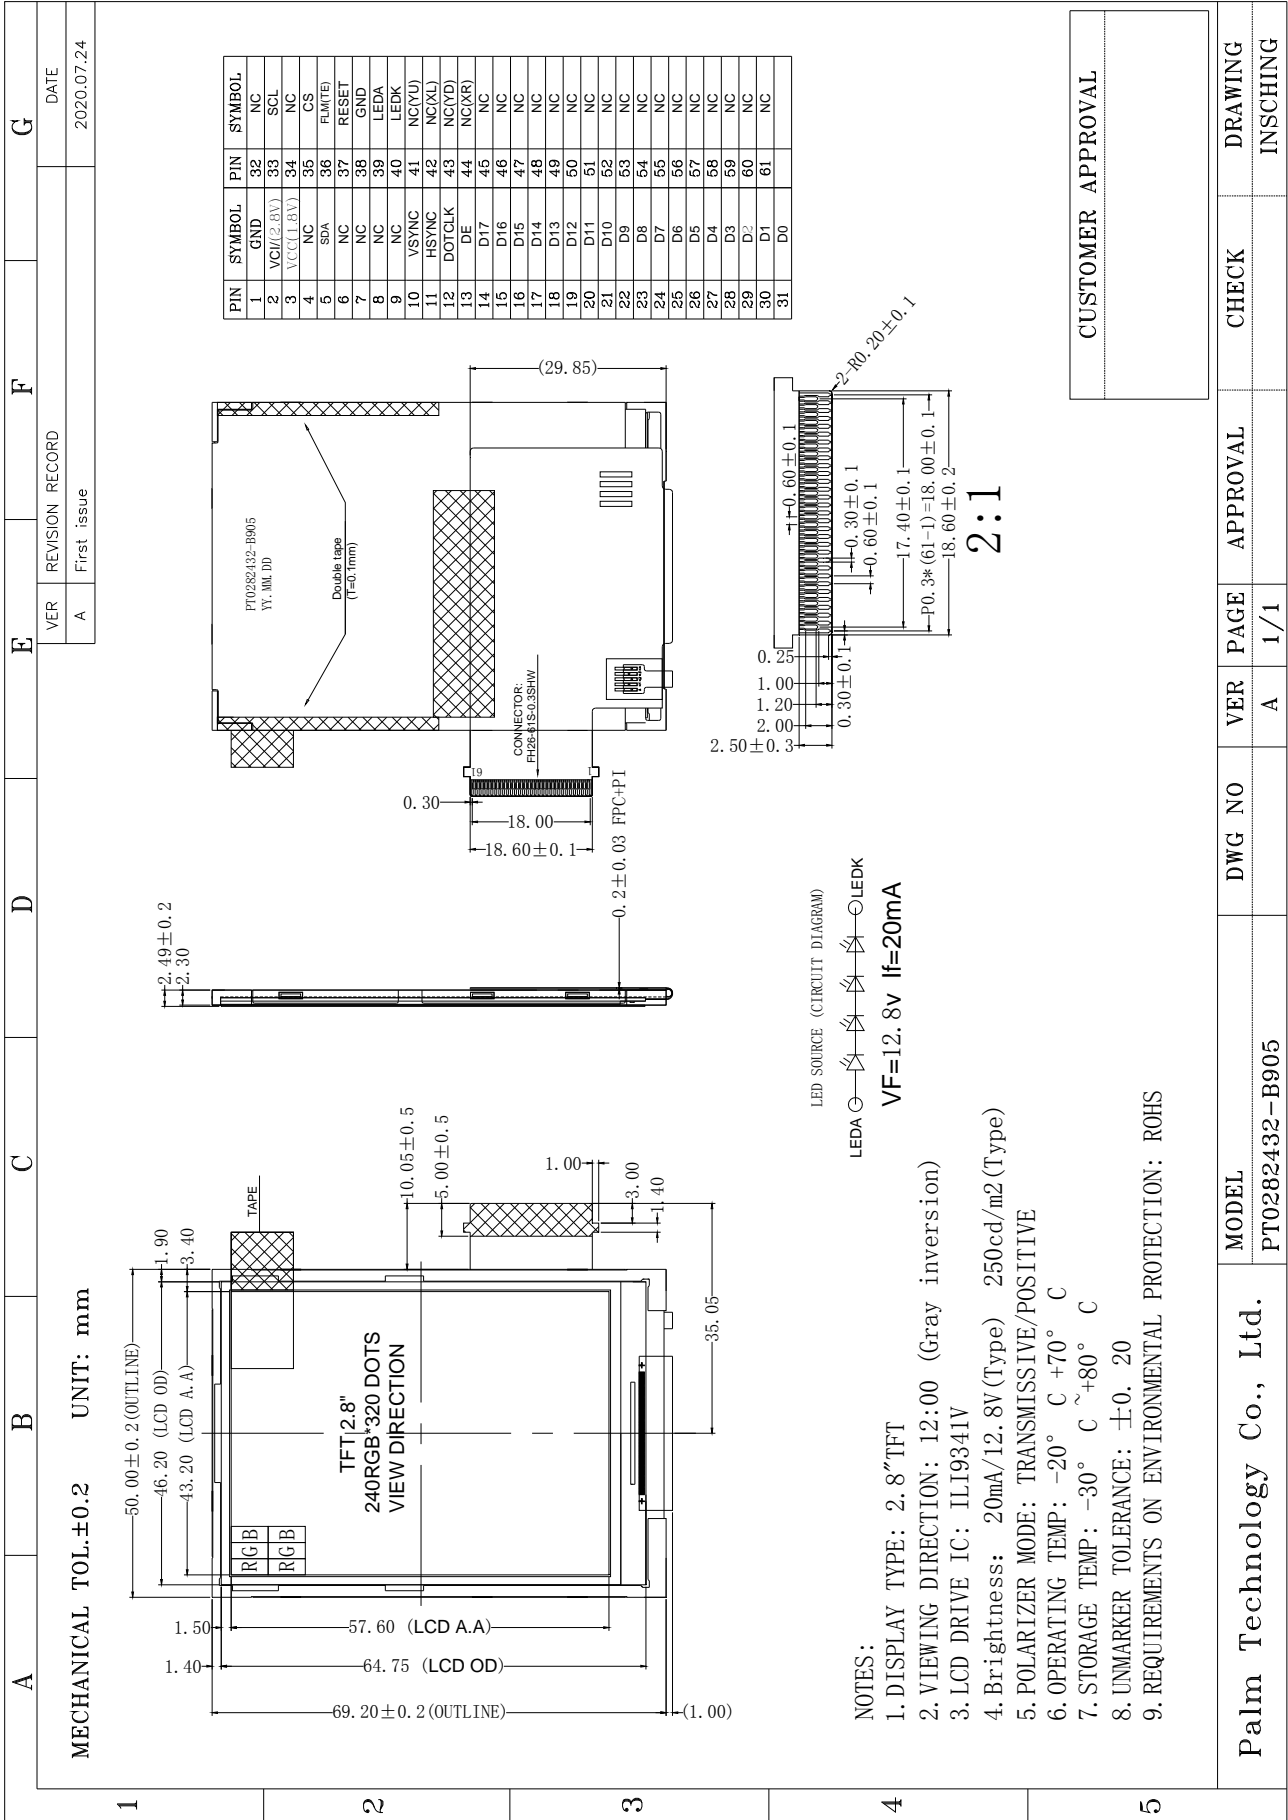 A
B
C
D
E
F
G
1
2
3
4
5
VER
REVISION RECORD
DATE
A
First issue
2020.07.24
MECHANICAL TOL.±0.2 UNIT: mm
50.00±0.2(OUTLINE)
46.20 (LCD OD)
1.90
43.20 (LCD A.A)
3.40
TAPE
RGB
RGB
TFT 2.8"
240RGB*320 DOTS
VIEW DIRECTION
1.50
57.60 (LCD A.A)
1.40
64.75 (LCD OD)
69.20±0.2(OUTLINE)
(1.00)
10.05±0.5
5.00±0.5
1.00
3.00
1.40
35.05
2.49±0.2
2.30
0.2±0.03 FPC+PI
PT0282432-B905
YY.MM.DD
Double tape
(T=0.1mm)
CONNECTOR:
FH26-61S-0.3SHW
61
1
0.30
18.00
18.60±0.1
(29.85)
0.60±0.1
2-R0.20±0.1
0.30±0.1
0.60±0.1
17.40±0.1
P0.3*(61-1)=18.00±0.1
18.60±0.2
0.25
1.00
1.20
2.00
2.50±0.3
0.30±0.1
2:1
PIN SYMBOL PIN SYMBOL
1 GND 32 NC
2 VCI/(2.8V) 33 SCL
3 VCC(1.8V) 34 NC
4 NC 35 CS
5 SDA 36 FLM(TE)
6 NC 37 RESET
7 NC 38 GND
8 NC 39 LEDA
9 NC 40 LEDK
10 VSYNC 41 NC(YU)
11 HSYNC 42 NC(XL)
12 DOTCLK 43 NC(YD)
13 DE 44 NC(XR)
14 D17 45 NC
15 D16 46 NC
16 D15 47 NC
17 D14 48 NC
18 D13 49 NC
19 D12 50 NC
20 D11 51 NC
21 D10 52 NC
22 D9 53 NC
23 D8 54 NC
24 D7 55 NC
25 D6 56 NC
26 D5 57 NC
27 D4 58 NC
28 D3 59 NC
29 D2 60 NC
30 D1 61 NC
31 D0
LED SOURCE (CIRCUIT DIAGRAM)
LEDA
LEDK
VF=12.8v If=20mA
NOTES:
1.DISPLAY TYPE: 2.8"TFT
2.VIEWING DIRECTION: 12:00 (Gray inversion)
3.LCD DRIVE IC: ILI9341V
4.Brightness: 20mA/12.8V(Type) 250cd/m2(Type)
5.POLARIZER MODE: TRANSMISSIVE/POSITIVE
6.OPERATING TEMP: -20° C +70° C
7.STORAGE TEMP: -30° C ~+80° C
8.UNMARKER TOLERANCE: ±0. 20
9.REQUIREMENTS ON ENVIRONMENTAL PROTECTION: ROHS
CUSTOMER APPROVAL
Palm Technology Co., Ltd.
MODEL
PT0282432-B905
DWG NO
VER
A
PAGE
1/1
APPROVAL
CHECK
DRAWING
INSCHING